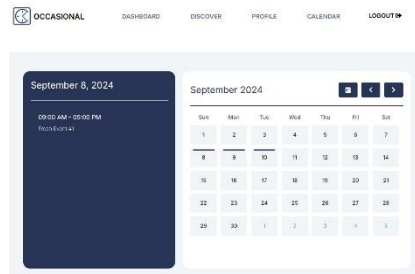 OCCASIONAL
DASHBOARD DISCOVER PROFILE CALENDAR LOGOUT
September 8, 2024
09:00 AM - 05:00 PM
Fresh Event 41
September 2024
Sun Mon Tue Wed Thu Fri Sat
1 2 3 4 5 6 7
8 9 10 11 12 13 14
15 16 17 18 19 20 21
22 23 24 25 26 27 28
29 30 1 2 3 4 5